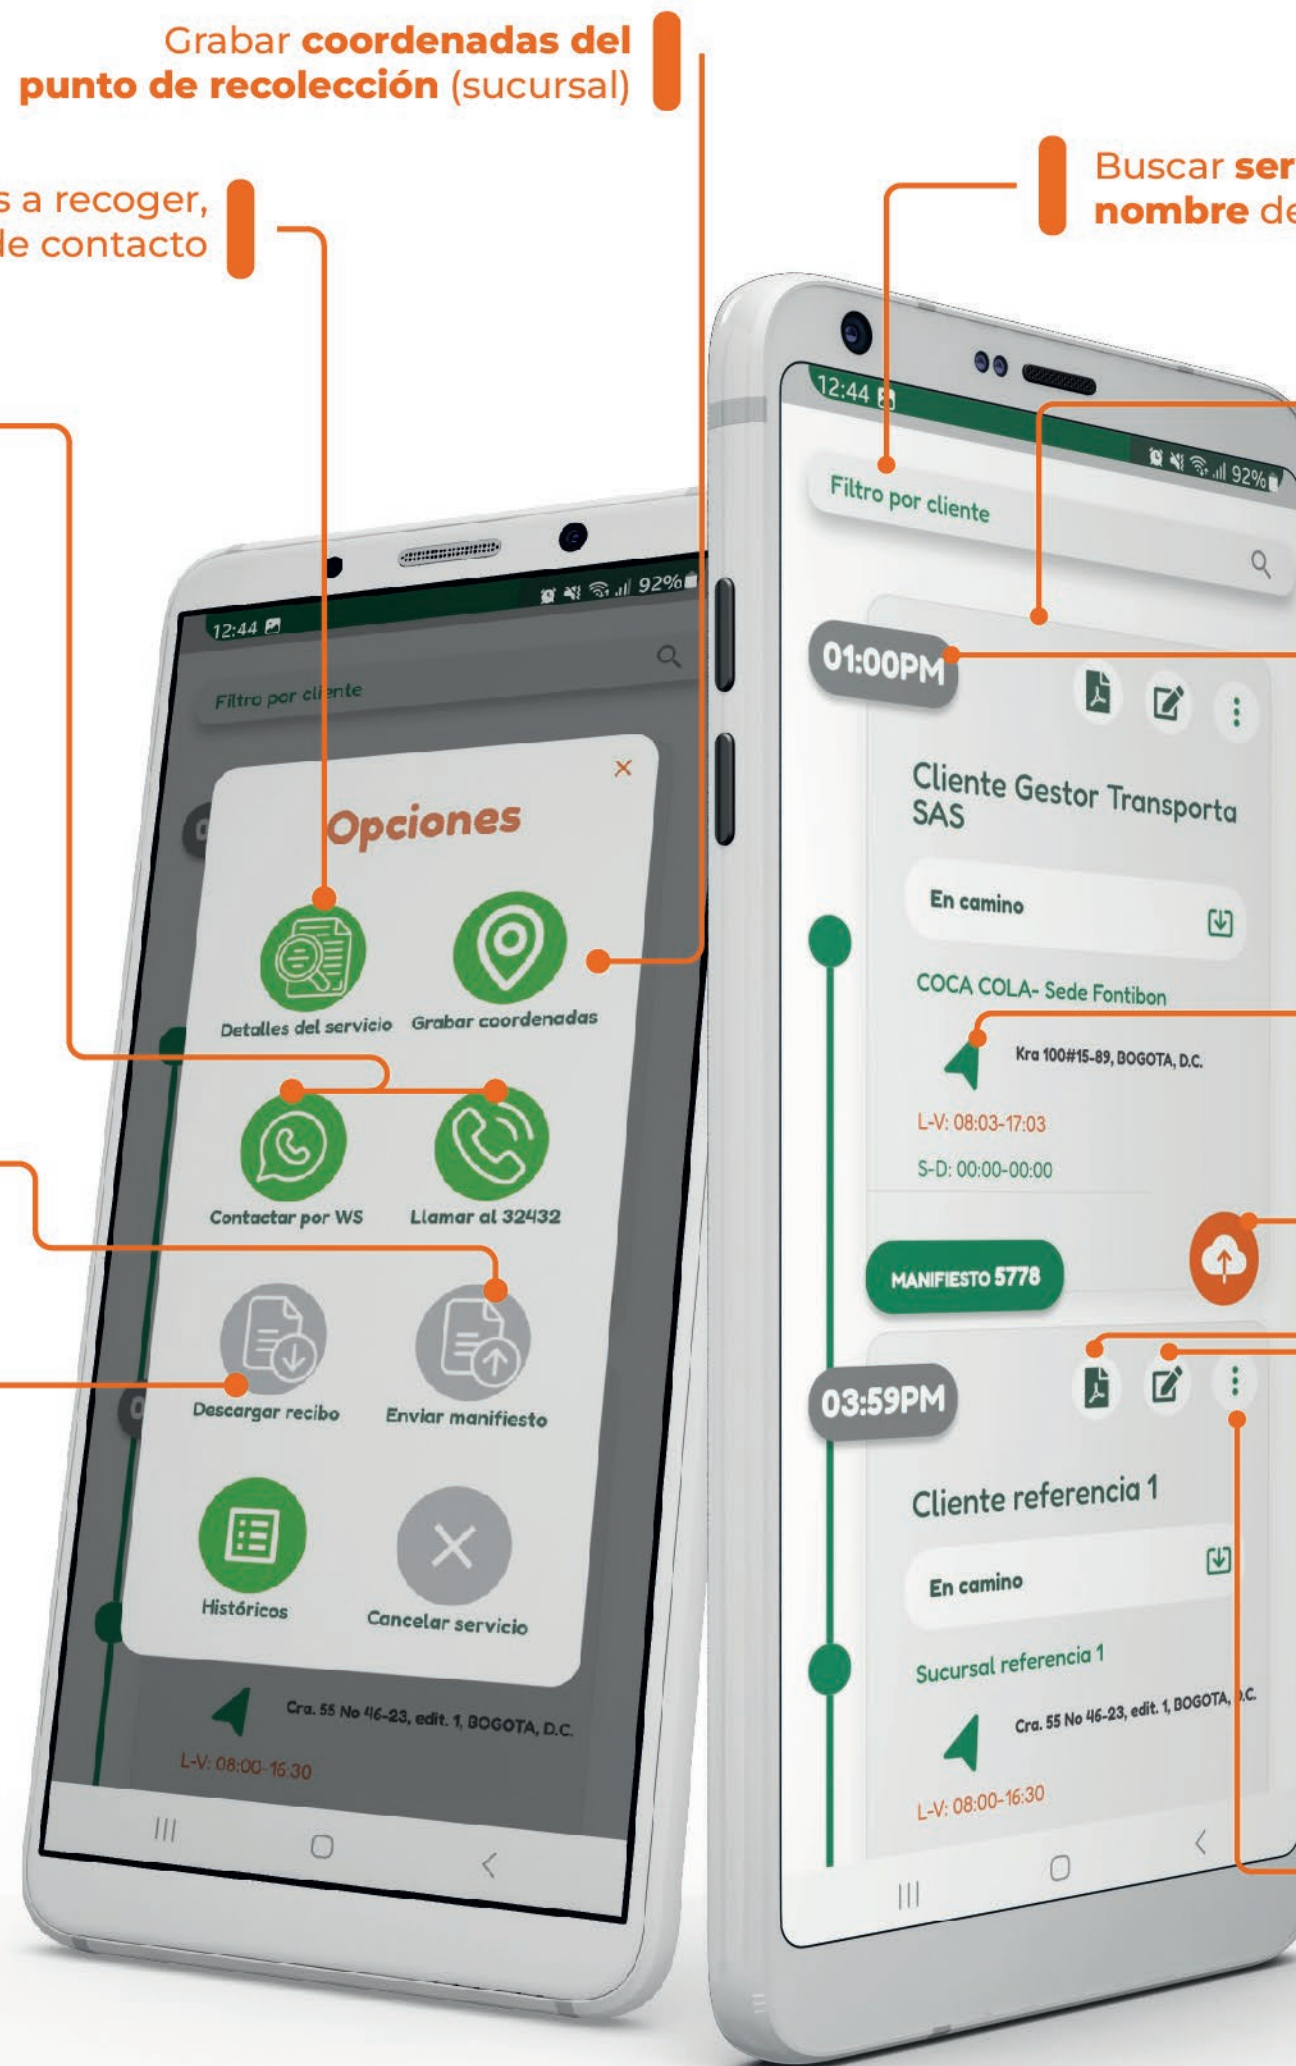 Grabar coordenadas del
punto de recolección (sucursal)
s a recoger,
de contacto
Buscar ser
nombre de
12:44
92%
Filtro por cliente
Opciones
Detalles del servicio
Grabar coordenadas
Contactar por WS
Llamar al 32432
Descargar recibo
Enviar manifiesto
Históricos
Cancelar servicio
Cra. 55 No 46-23, edit. 1, BOGOTA, D.C.
L-V: 08:00-16:30
12:44
92%
Filtro por cliente
01:00PM
Cliente Gestor Transporta
SAS
En camino
COCA COLA- Sede Fontibon
Kra 100#15-89, BOGOTA, D.C.
L-V: 08:03-17:03
S-D: 00:00-00:00
MANIFIESTO 5778
03:59PM
Cliente referencia 1
En camino
Sucursal referencia 1
Cra. 55 No 46-23, edit. 1, BOGOTA, D.C.
L-V: 08:00-16:30